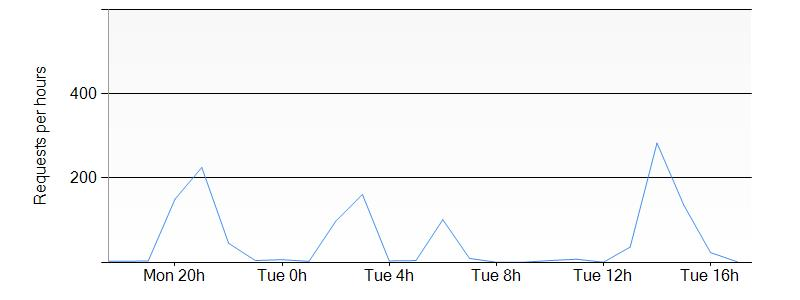 Requests per hours
400
200
Mon 20h
Tue 0h
Tue 4h
Tue 8h
Tue 12h
Tue 16h